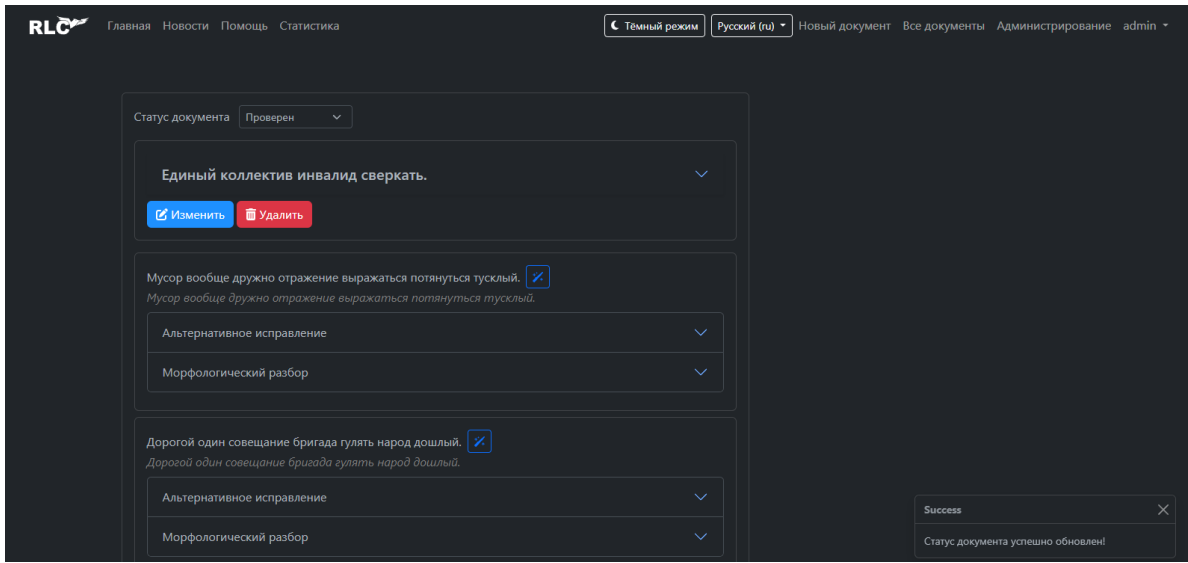 RLC Главная Новости Помощь Статистика Тёмный режим Русский (ru) Новый документ Все документы Администрирование admin
Статус документа Проверен
Единый коллектив инвалид сверкать.
Изменить Удалить
Мусор вообще дружно отражение выражаться потянуться тусклый.
Мусор вообще дружно отражение выражаться потянуться тусклый.
Альтернативное исправление
Морфологический разбор
Дорогой один совещание бригада гулять народ дошлый.
Дорогой один совещание бригада гулять народ дошлый.
Альтернативное исправление
Морфологический разбор
Success
Статус документа успешно обновлен!